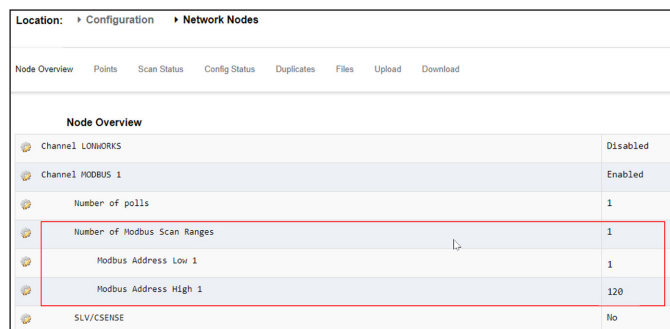 Location: Configuration Network Nodes
Node Overview Points Scan Status Config Status Duplicates Files Upload Download
Node Overview
Channel LONWORKS Disabled
Channel MODBUS 1 Enabled
Number of polls 1
Number of Modbus Scan Ranges 1
Modbus Address Low 1 1
Modbus Address High 1 120
SLV/CSENSE No